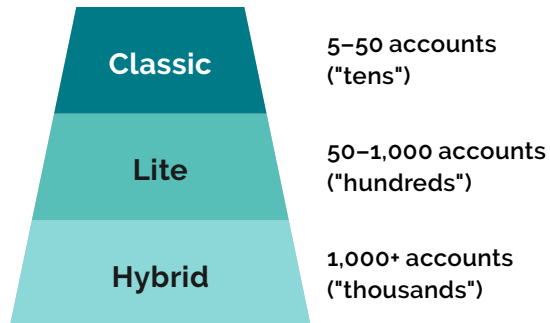 Classic
5–50 accounts
("tens")
Lite
50–1,000 accounts
("hundreds")
Hybrid
1,000+ accounts
("thousands")